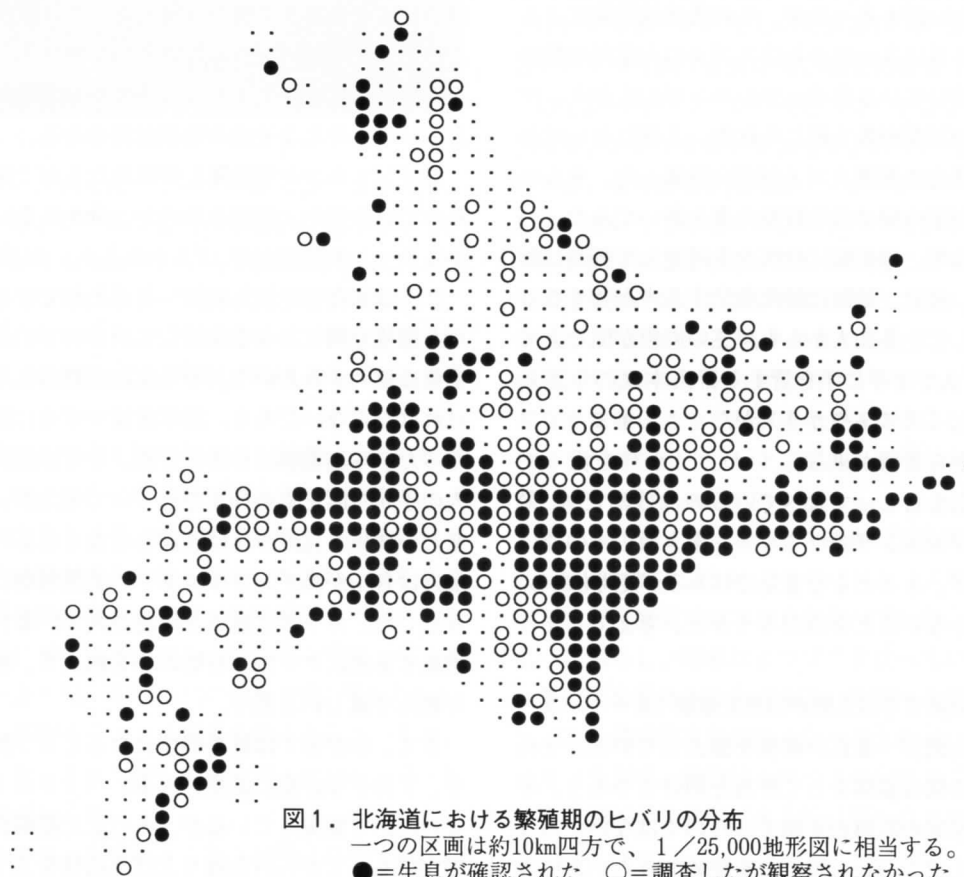 図1. 北海道における繁殖期のヒバリの分布
一つの区画は約10km四方で、1/25,000地形図に相当する。
●=生息が確認された ○=調査したが観察されなかった